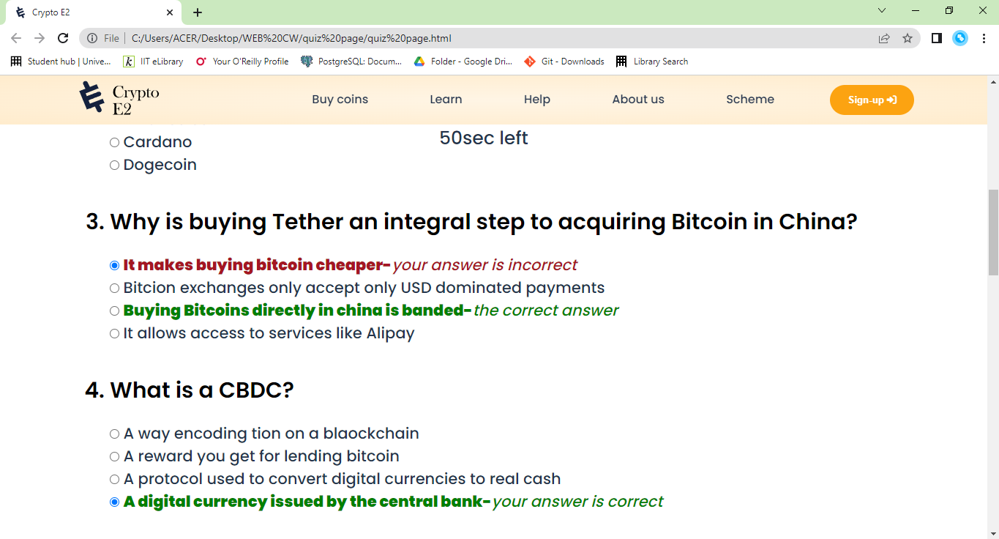 Crypto E2
File | C:/Users/ACER/Desktop/WEB%20CW/quiz%20page/quiz%20page.html
Student hub | Unive... IIT eLibrary Your O'Reilly Profile PostgreSQL: Docum... Folder - Google Dri... Git - Downloads Library Search
Crypto
E2
Buy coins Learn Help About us Scheme Sign-up
Cardano
50sec left
Dogecoin
3. Why is buying Tether an integral step to acquiring Bitcoin in China?
It makes buying bitcoin cheaper-your answer is incorrect
Bitcion exchanges only accept only USD dominated payments
Buying Bitcoins directly in china is banded-the correct answer
It allows access to services like Alipay
4. What is a CBDC?
A way encoding tion on a blaockchain
A reward you get for lending bitcoin
A protocol used to convert digital currencies to real cash
A digital currency issued by the central bank-your answer is correct